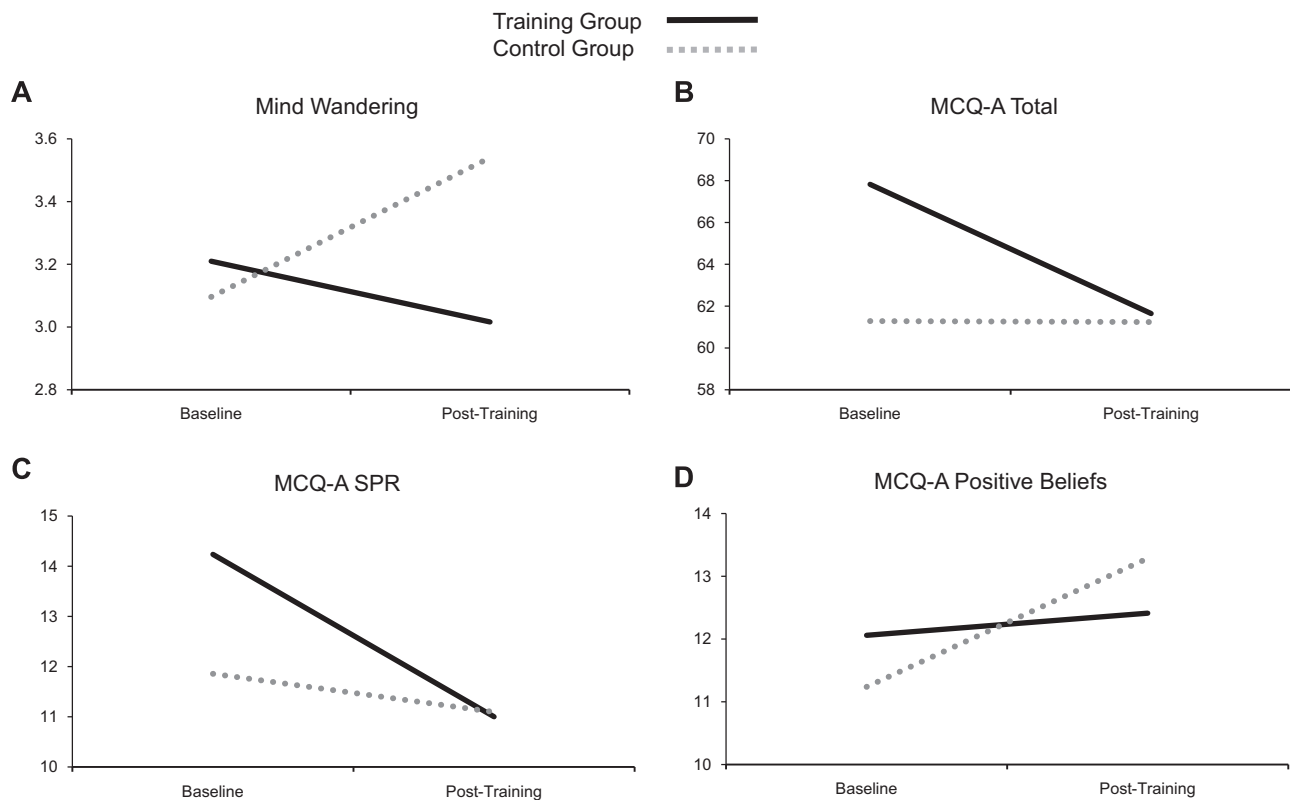 Training Group
Control Group
A
Mind Wandering
3.6
3.4
3.2
3.0
2.8
Baseline
Post-Training
B
MCQ-A Total
70
68
66
64
62
60
58
Baseline
Post-Training
C
MCQ-A SPR
15
14
13
12
11
10
Baseline
Post-Training
D
MCQ-A Positive Beliefs
14
13
12
11
10
Baseline
Post-Training